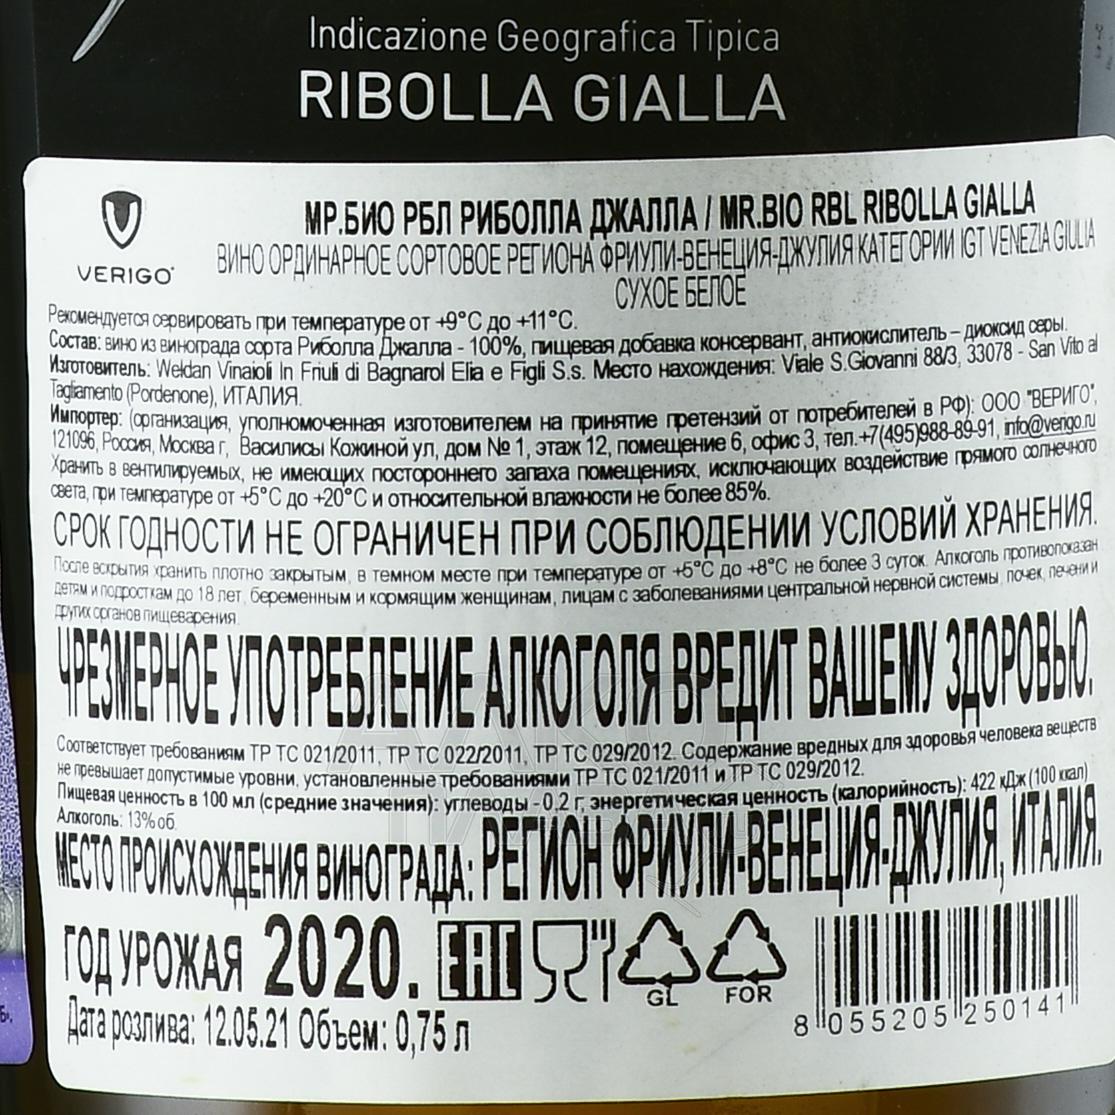 Indicazione Geografica Tipica
RIBOLLA GIALLA
VERIGO
МР.БИО РБЛ РИБОЛЛА ДЖАЛЛА / MR.BIO RBL RIBOLLA GIALLA
ВИНО ОРДИНАРНОЕ СОРТОВОЕ РЕГИОНА ФРИУЛИ-ВЕНЕЦИЯ-ДЖУЛИЯ КАТЕГОРИИ IGT VENEZIA GIULIA
СУХОЕ БЕЛОЕ
Рекомендуется сервировать при температуре от +9°C до +11°C.
Состав: вино из винограда сорта Риболла Джалла - 100%, пищевая добавка консервант, антиокислитель – диоксид серы.
Изготовитель: Weldan Vinaioli In Friuli di Bagnarol Elia e Figli S.s. Место нахождения: Viale S.Giovanni 88/3, 33078 - San Vito al
Tagliamento (Pordenone), ИТАЛИЯ.
Импортер: (организация, уполномоченная изготовителем на принятие претензий от потребителей в РФ): ООО "ВЕРИГО",
121096, Россия, Москва г, Василисы Кожиной ул, дом № 1, этаж 12, помещение 6, офис 3, тел.+7(495)988-89-91, info@verigo.ru
Хранить в вентилируемых, не имеющих постороннего запаха помещениях, исключающих воздействие прямого солнечного
света, при температуре от +5°C до +20°C и относительной влажности не более 85%.
СРОК ГОДНОСТИ НЕ ОГРАНИЧЕН ПРИ СОБЛЮДЕНИИ УСЛОВИЙ ХРАНЕНИЯ.
После вскрытия хранить плотно закрытым, в темном месте при температуре от +5°C до +8°C не более 3 суток. Алкоголь противопоказан
детям и подросткам до 18 лет, беременным и кормящим женщинам, лицам с заболеваниями центральной нервной системы, почек, печени и
других органов пищеварения.
ЧРЕЗМЕРНОЕ УПОТРЕБЛЕНИЕ АЛКОГОЛЯ ВРЕДИТ ВАШЕМУ ЗДОРОВЬЮ.
Соответствует требованиям ТР ТС 021/2011, ТР ТС 022/2011, ТР ТС 029/2012. Содержание вредных для здоровья человека веществ
не превышает допустимые уровни, установленные требованиями ТР ТС 021/2011 и ТР ТС 029/2012.
Пищевая ценность в 100 мл (средние значения): углеводы - 0,2 г, энергетическая ценность (калорийность): 422 кДж (100 ккал)
Алкоголь: 13% об.
МЕСТО ПРОИСХОЖДЕНИЯ ВИНОГРАДА: РЕГИОН ФРИУЛИ-ВЕНЕЦИЯ-ДЖУЛИЯ, ИТАЛИЯ.
ГОД УРОЖАЯ 2020. EAC
GL FOR
Дата розлива: 12.05.21 Объем: 0,75 л
8 055205 250141